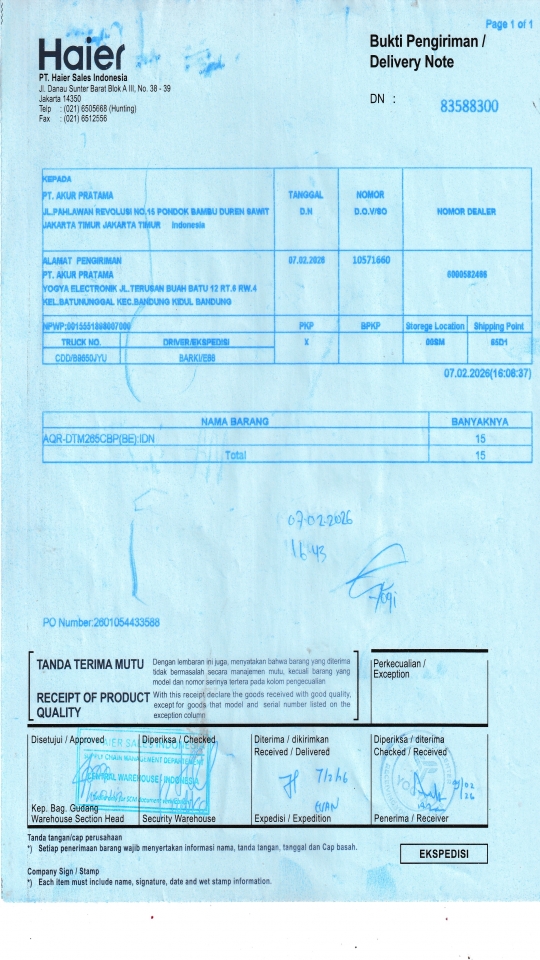 Page 1 of 1
Haier
Bukti Pengiriman /
Delivery Note
PT. Haier Sales Indonesia
Jl. Danau Sunter Barat Blok A III, No. 38 - 39
Jakarta 14350
Telp : (021) 6505668 (Hunting)
Fax : (021) 6512556
DN : 83588300
KEPADA
PT. AKUR PRATAMA
JL.PAHLAWAN REVOLUSI NO.15 PONDOK BAMBU DUREN SAWIT
JAKARTA TIMUR JAKARTA TIMUR Indonesia
TANGGAL
D.N
NOMOR
D.O.V/SO
NOMOR DEALER
ALAMAT PENGIRIMAN
PT. AKUR PRATAMA
YOGYA ELECTRONIK JL.TERUSAN BUAH BATU 12 RT.6 RW.4
KEL.BATUNUNGGAL KEC.BANDUNG KIDUL BANDUNG
07.02.2026
10571660
PKP
BPKP
Storege Location
Shipping Point
TRUCK NO.
DRIVER/EKSPEDISI
X
CDD/B9650JYU
07.02.2026(16:08:37)
NAMA BARANG
BANYAKNYA
AQR-DTM265CBP(BE):IDN
15
Total
15
07.02.2026
16.43
PO Number:2601054433588
TANDA TERIMA MUTU
Dengan lembaran ini juga, menyatakan bahwa barang yang diterima
tidak bermasalah secara manajemen mutu, kecuali barang yang
model dan nomor serinya tertera pada kolom pengecualian.
RECEIPT OF PRODUCT
QUALITY
With this receipt declare the goods received with good quality,
except for goods that model and serial number listed on the
exception column
Perkecualian /
Exception
Disetujui / Approved
Diperiksa / Checked
Diterima / dikirimkan
Received / Delivered
Diperiksa / diterima
Checked / Received
HAIER SALES INDONESIA
SUPPLY CHAIN MANAGEMENT DEPARTEMENT
CENTRAL WAREHOUSE - INDONESIA
Kep. Bag. Gudang
Warehouse Section Head
Security Warehouse
Expedisi / Expedition
Penerima / Receiver
Tanda tangan/cap perusahaan
*) Setiap penerimaan barang wajib menyertakan informasi nama, tanda tangan, tanggal dan Cap basah.
EKSPEDISI
Company Sign / Stamp
*) Each item must include name, signature, date and wet stamp information.